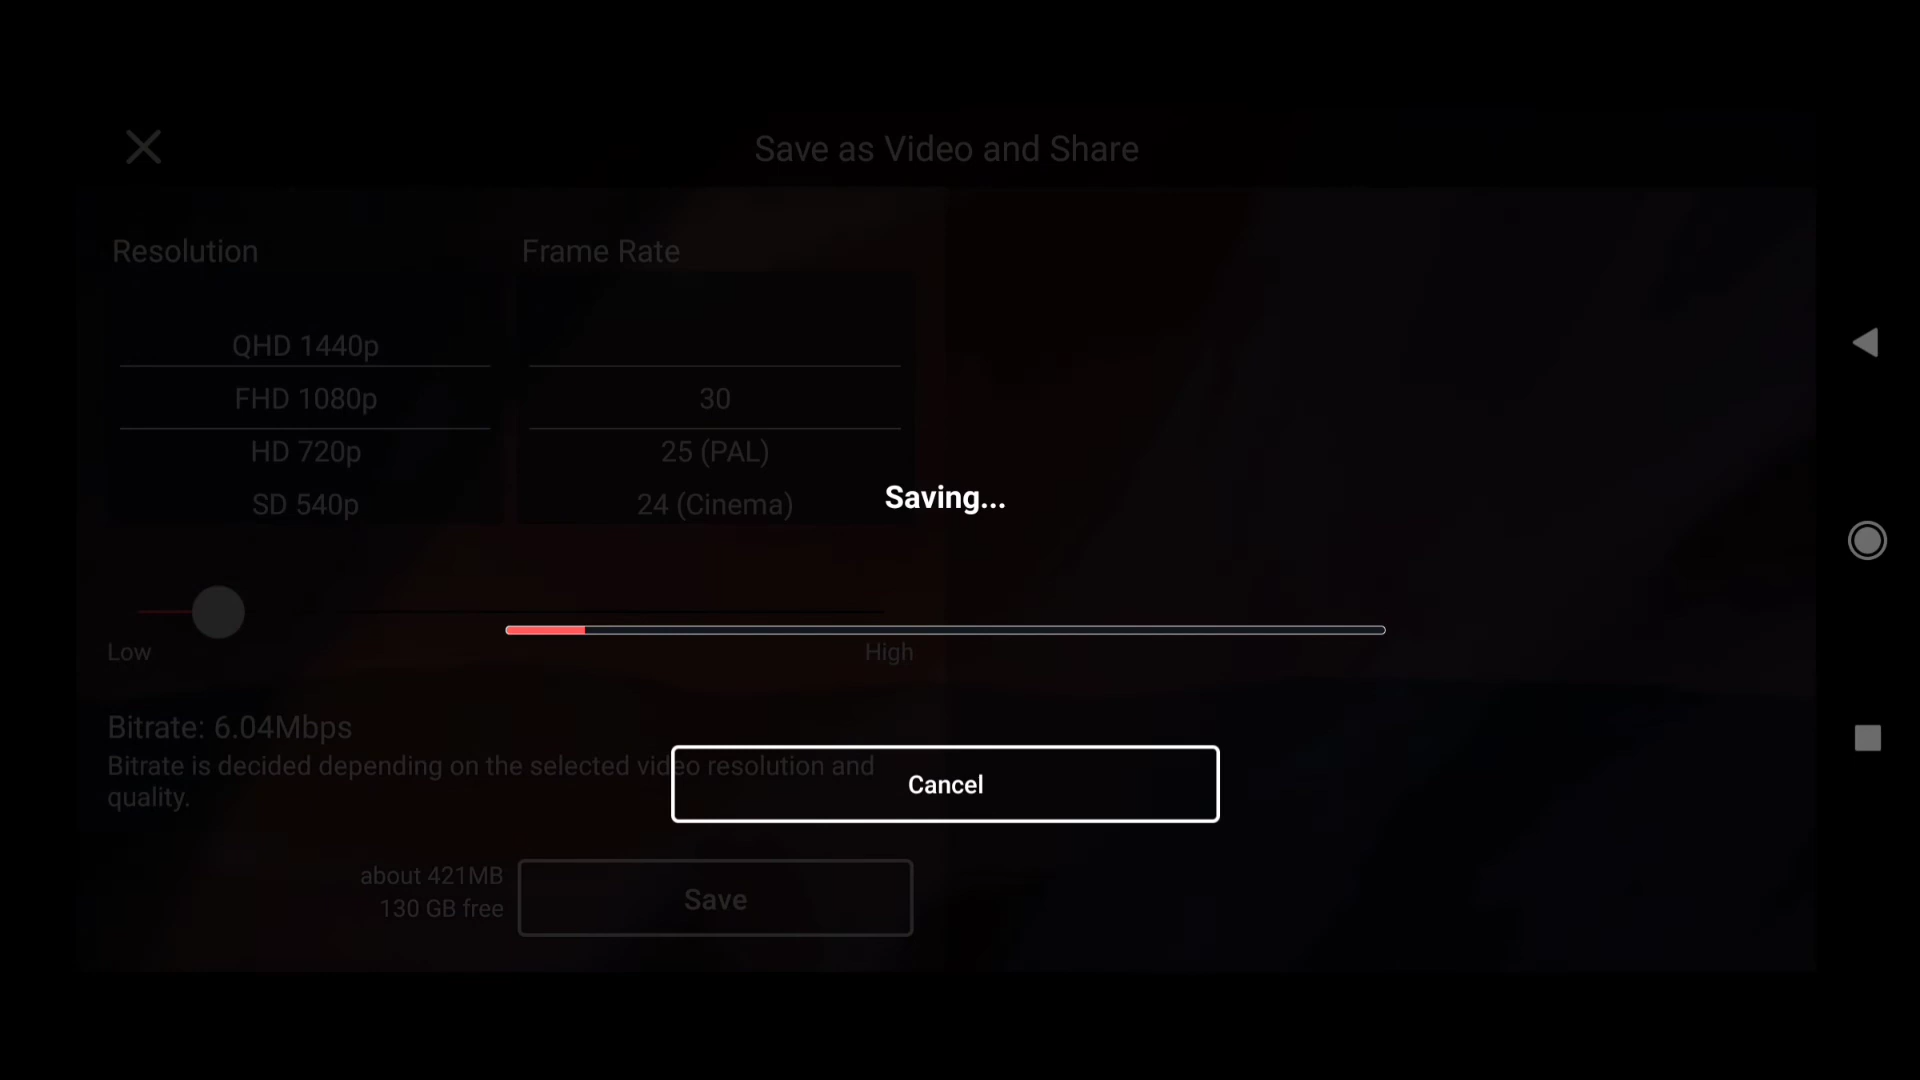 Save as Video and Share
Resolution
Frame Rate
QHD 1440p
FHD 1080p
HD 720p
SD 540p
30
25 (PAL)
24 (Cinema)
Saving...
Low
High
Bitrate: 6.04Mbps
Bitrate is decided depending on the selected video resolution and
quality.
Cancel
about 421MB
130 GB free
Save